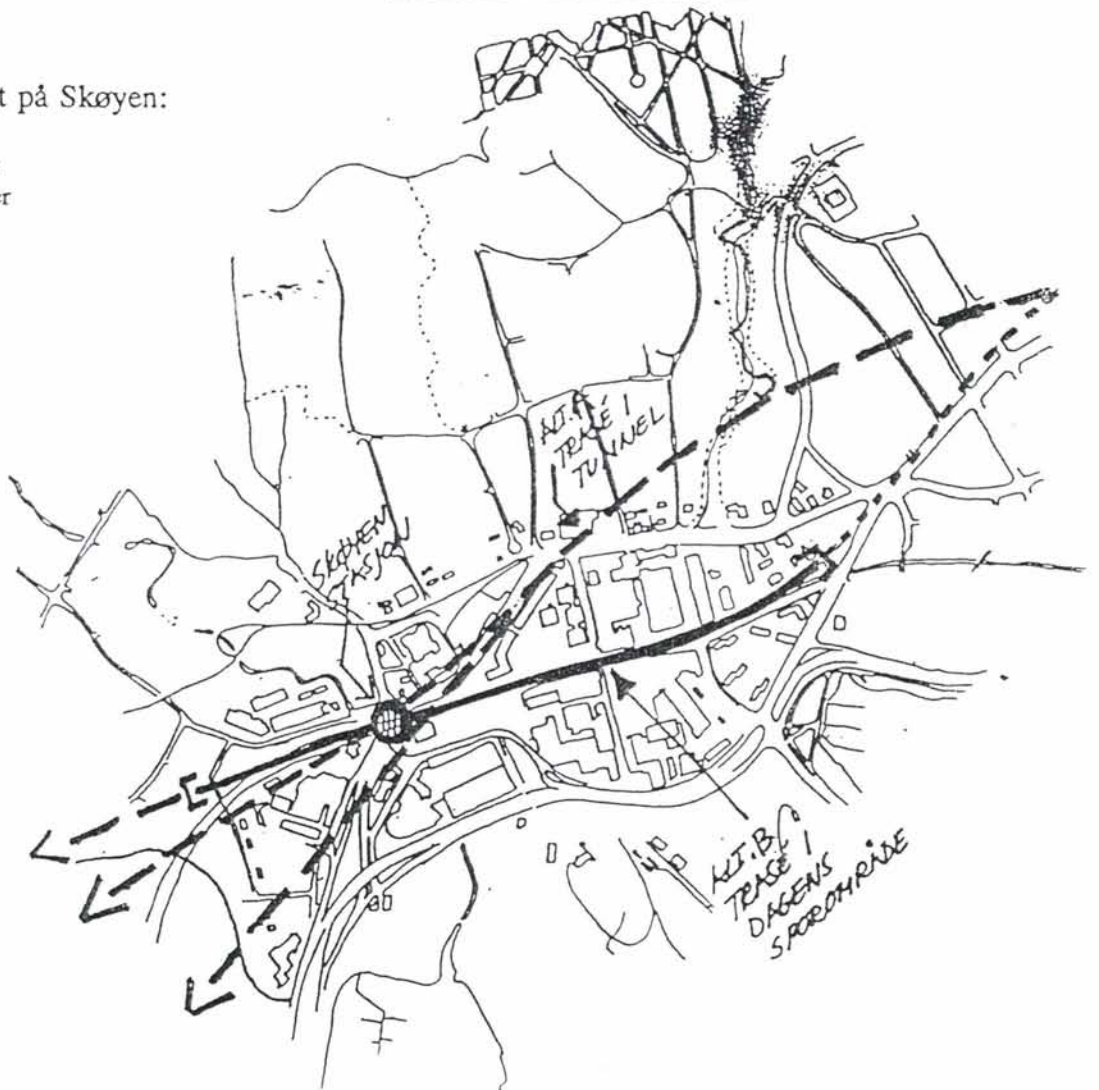 t på Skøyen:
er
ALT.A
TRASÉ I
TUNNEL
SKØYEN
STASJON
ALT.B
TRASÉ I
DAGENS
SPOROMRÅDE